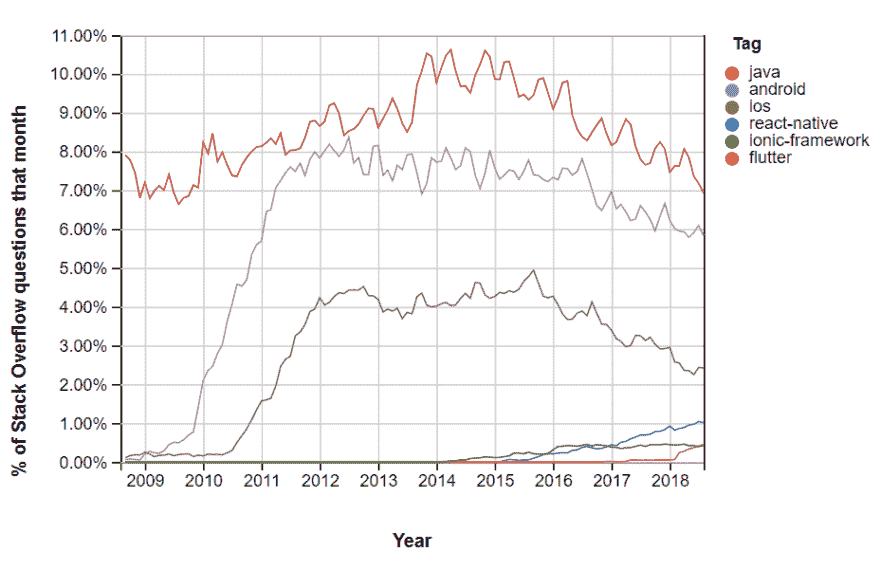 % of Stack Overflow questions that month
11.00%
10.00%
9.00%
8.00%
7.00%
6.00%
5.00%
4.00%
3.00%
2.00%
1.00%
0.00%
2009 2010 2011 2012 2013 2014 2015 2016 2017 2018
Year
Tag
java
android
ios
react-native
ionic-framework
flutter